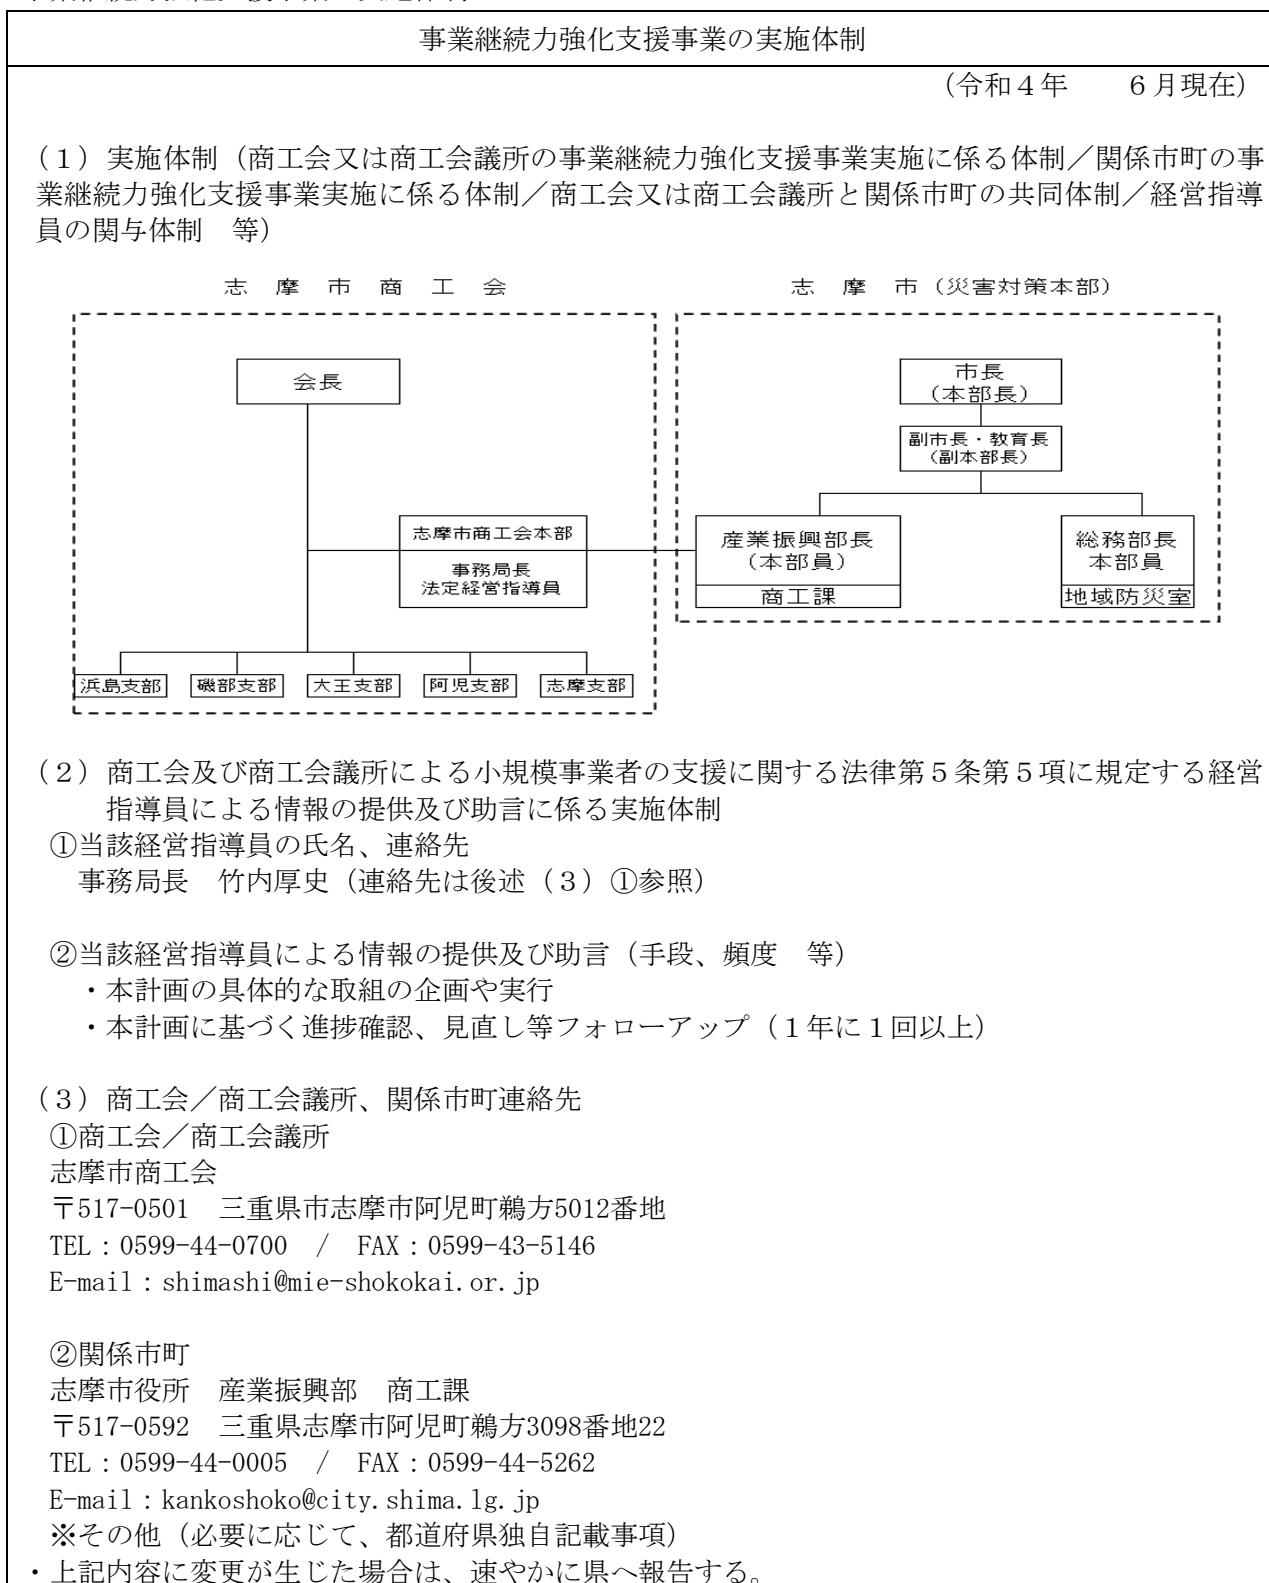 事業継続力強化支援事業の実施体制
（令和４年　　６月現在）
（１）実施体制（商工会又は商工会議所の事業継続力強化支援事業実施に係る体制／関係市町の事
業継続力強化支援事業実施に係る体制／商工会又は商工会議所と関係市町の共同体制／経営指導
員の関与体制　等）
志　摩　市　商　工　会
志　摩　市（災害対策本部）
会長
市長
（本部長）
副市長・教育長
（副本部長）
志摩市商工会本部
事務局長
法定経営指導員
産業振興部長
（本部員）
商工課
総務部長
本部員
地域防災室
浜島支部
磯部支部
大王支部
阿児支部
志摩支部
（２）商工会及び商工会議所による小規模事業者の支援に関する法律第５条第５項に規定する経営
指導員による情報の提供及び助言に係る実施体制
①当該経営指導員の氏名、連絡先
事務局長　竹内厚史（連絡先は後述（３）①参照）
②当該経営指導員による情報の提供及び助言（手段、頻度　等）
・本計画の具体的な取組の企画や実行
・本計画に基づく進捗確認、見直し等フォローアップ（１年に１回以上）
（３）商工会／商工会議所、関係市町連絡先
①商工会／商工会議所
志摩市商工会
〒517-0501　三重県市志摩市阿児町鵜方5012番地
TEL：0599-44-0700　/　FAX：0599-43-5146
E-mail：shimashi@mie-shokokai.or.jp
②関係市町
志摩市役所　産業振興部　商工課
〒517-0592　三重県志摩市阿児町鵜方3098番地22
TEL：0599-44-0005　/　FAX：0599-44-5262
E-mail：kankoshoko@city.shima.lg.jp
※その他（必要に応じて、都道府県独自記載事項）
・上記内容に変更が生じた場合は、速やかに県へ報告する。